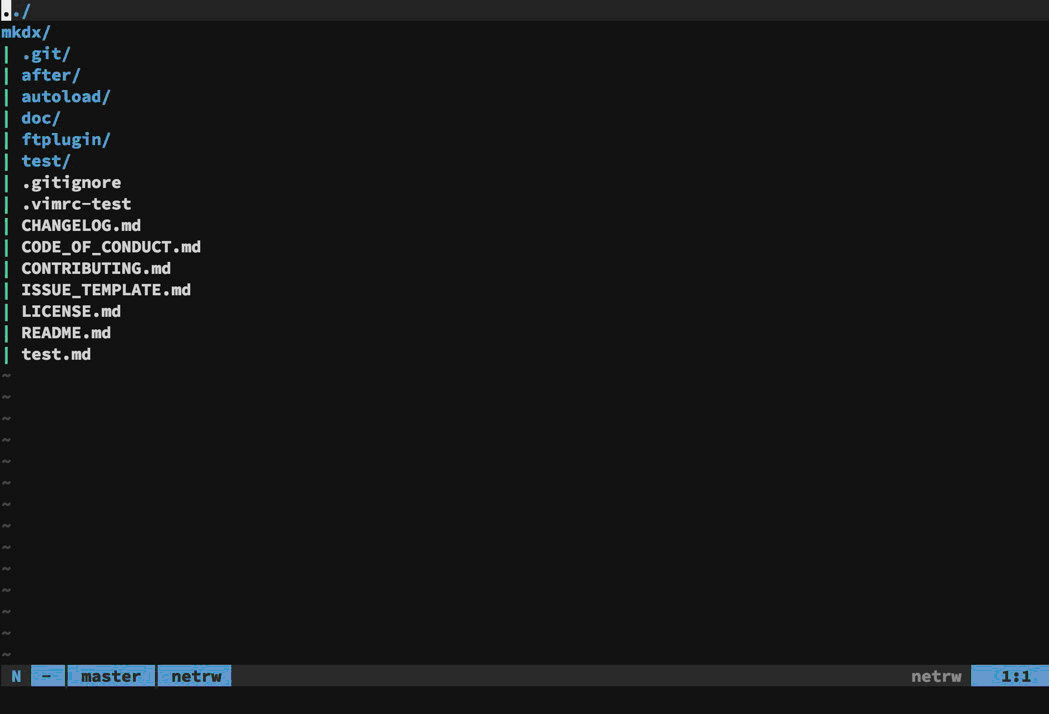 ../
mkdx/
| .git/
| after/
| autoload/
| doc/
| ftplugin/
| test/
| .gitignore
| .vimrc-test
| CHANGELOG.md
| CODE_OF_CONDUCT.md
| CONTRIBUTING.md
| ISSUE_TEMPLATE.md
| LICENSE.md
| README.md
| test.md
~
~
~
~
~
~
~
~
~
~
~
~
~
~
N - master netrw netrw 1:1